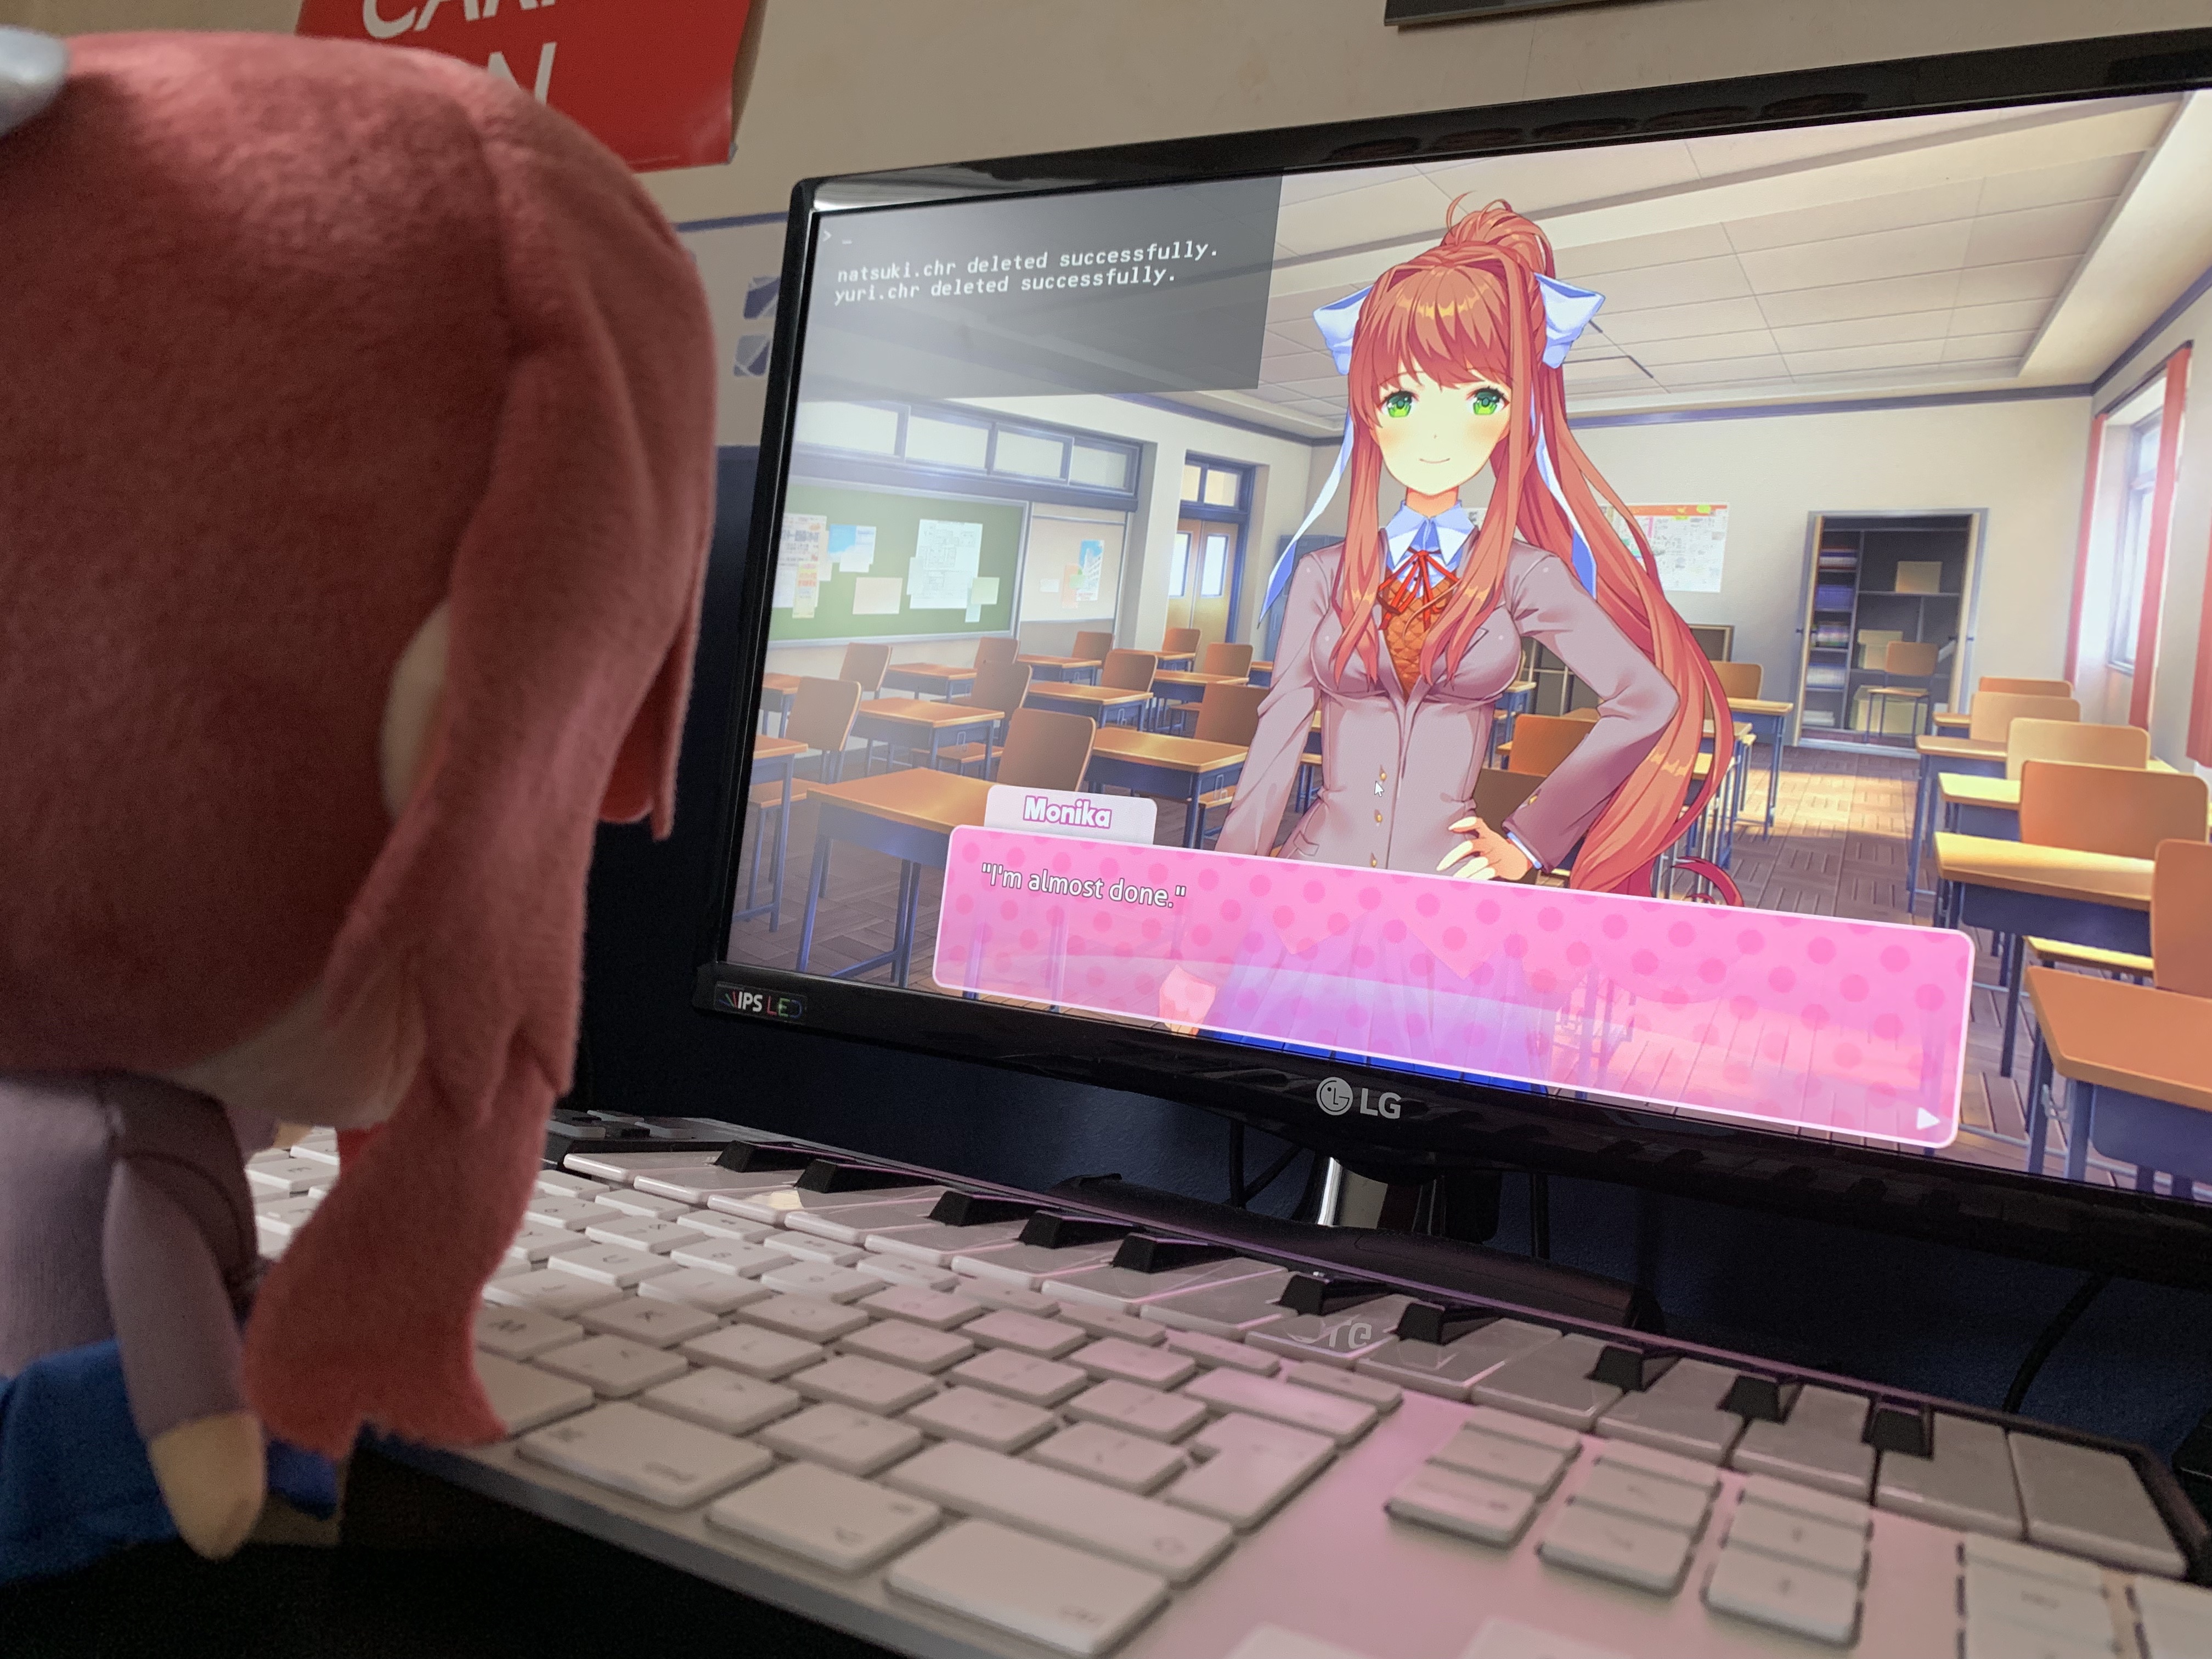 > _
natsuki.chr deleted successfully.
yuri.chr deleted successfully.
Monika
"I'm almost done."
IPS LED
LG